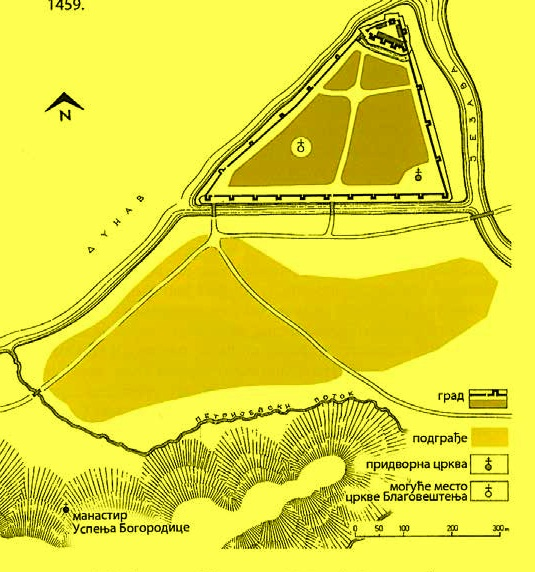 1459.
N
ЈЕЗАВА
ДУНАВ
ПЕТРИЈЕВСКИ ПОТОК
град
подграђе
придворна црква
могуће место
цркве Благовештења
манастир
Успења Богородице
0 50 100 200 300 m